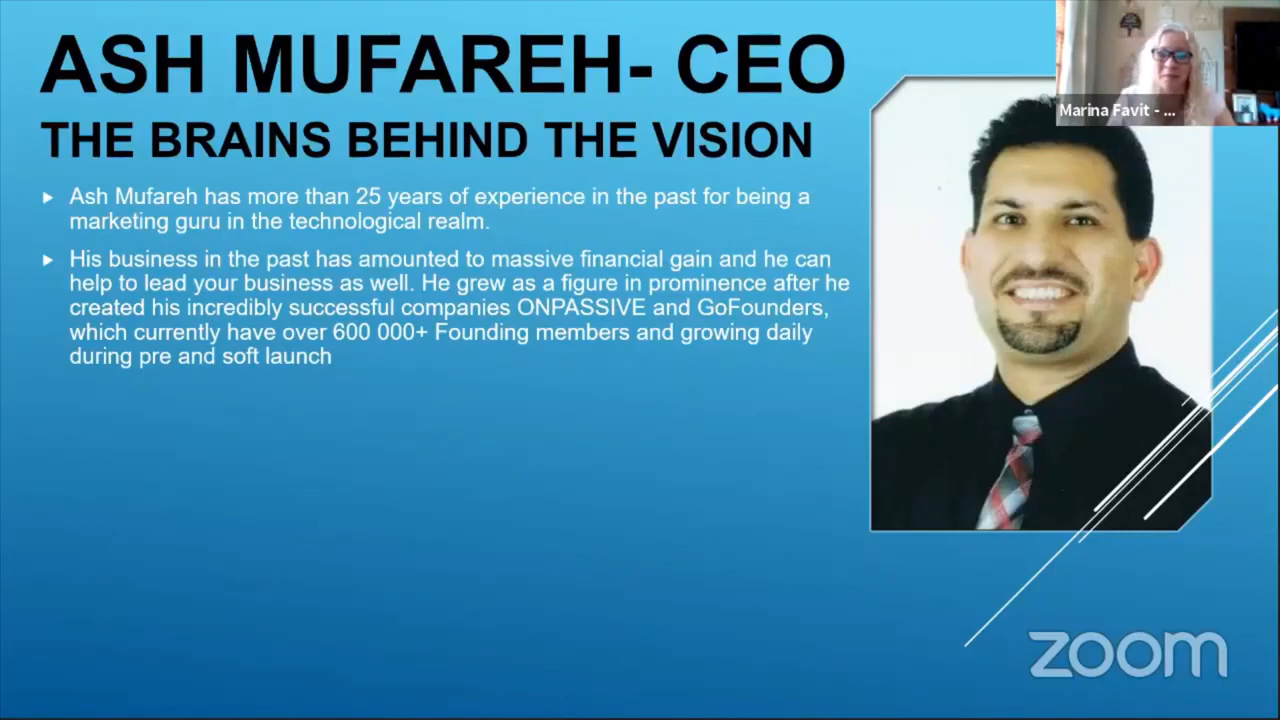 ASH MUFAREH- CEO
THE BRAINS BEHIND THE VISION
Ash Mufareh has more than 25 years of experience in the past for being a
marketing guru in the technological realm.
His business in the past has amounted to massive financial gain and he can
help to lead your business as well. He grew as a figure in prominence after he
created his incredibly successful companies ONPASSIVE and GoFounders,
which currently have over 600 000+ Founding members and growing daily
during pre and soft launch
Marina Favit - ...
zoom